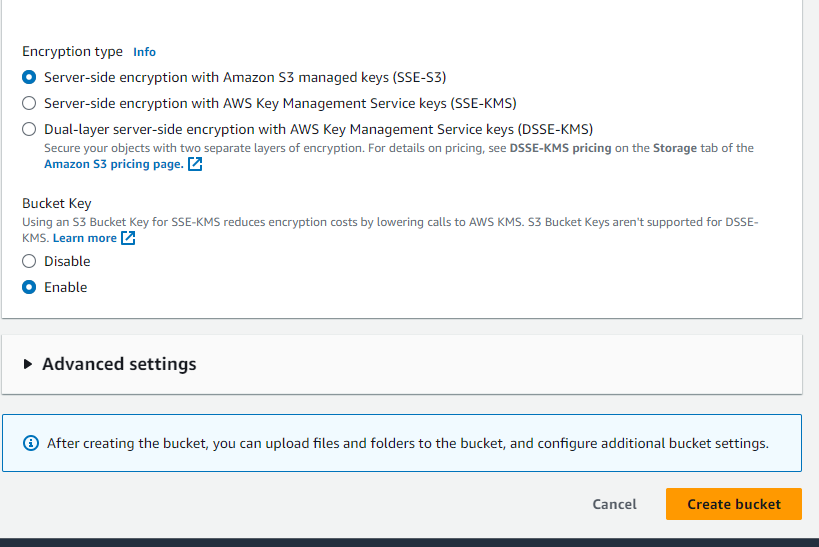 Encryption type Info
Server-side encryption with Amazon S3 managed keys (SSE-S3)
Server-side encryption with AWS Key Management Service keys (SSE-KMS)
Dual-layer server-side encryption with AWS Key Management Service keys (DSSE-KMS)
Secure your objects with two separate layers of encryption. For details on pricing, see DSSE-KMS pricing on the Storage tab of the
Amazon S3 pricing page.
Bucket Key
Using an S3 Bucket Key for SSE-KMS reduces encryption costs by lowering calls to AWS KMS. S3 Bucket Keys aren't supported for DSSE-
KMS. Learn more
Disable
Enable
Advanced settings
After creating the bucket, you can upload files and folders to the bucket, and configure additional bucket settings.
Cancel Create bucket